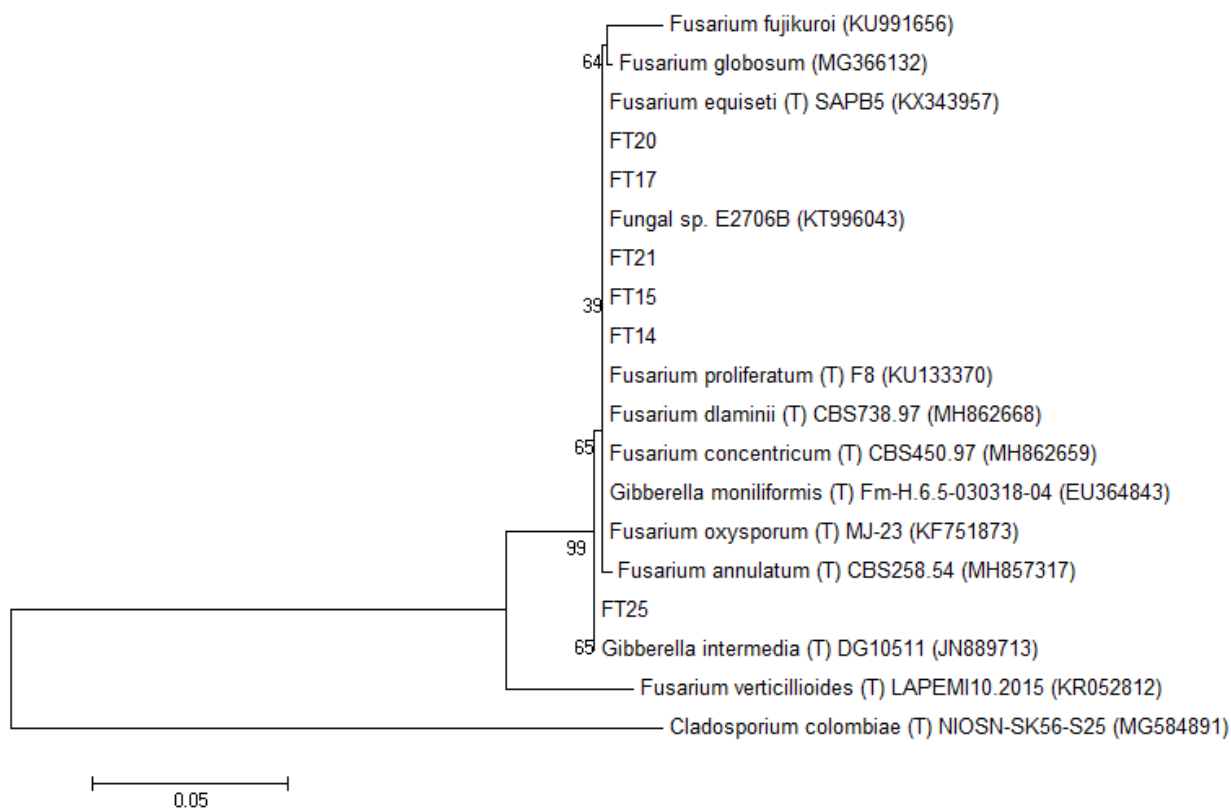 Fusarium fujikuroi (KU991656)
64
Fusarium globosum (MG366132)
Fusarium equiseti (T) SAPB5 (KX343957)
FT20
FT17
Fungal sp. E2706B (KT996043)
FT21
39
FT15
FT14
Fusarium proliferatum (T) F8 (KU133370)
Fusarium dlaminii (T) CBS738.97 (MH862668)
65
Fusarium concentricum (T) CBS450.97 (MH862659)
Gibberella moniliformis (T) Fm-H.6.5-030318-04 (EU364843)
Fusarium oxysporum (T) MJ-23 (KF751873)
99
Fusarium annulatum (T) CBS258.54 (MH857317)
FT25
65
Gibberella intermedia (T) DG10511 (JN889713)
Fusarium verticillioides (T) LAPEMI10.2015 (KR052812)
Cladosporium colombiae (T) NIOSN-SK56-S25 (MG584891)
0.05